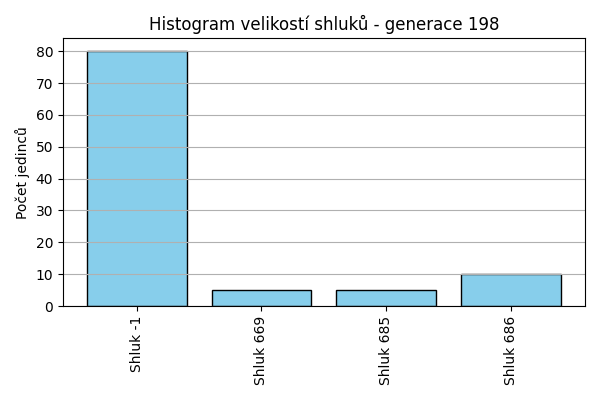 Histogram velikostí shluků - generace 198
Počet jedinců
80
70
60
50
40
30
20
10
0
Shluk -1
Shluk 669
Shluk 685
Shluk 686